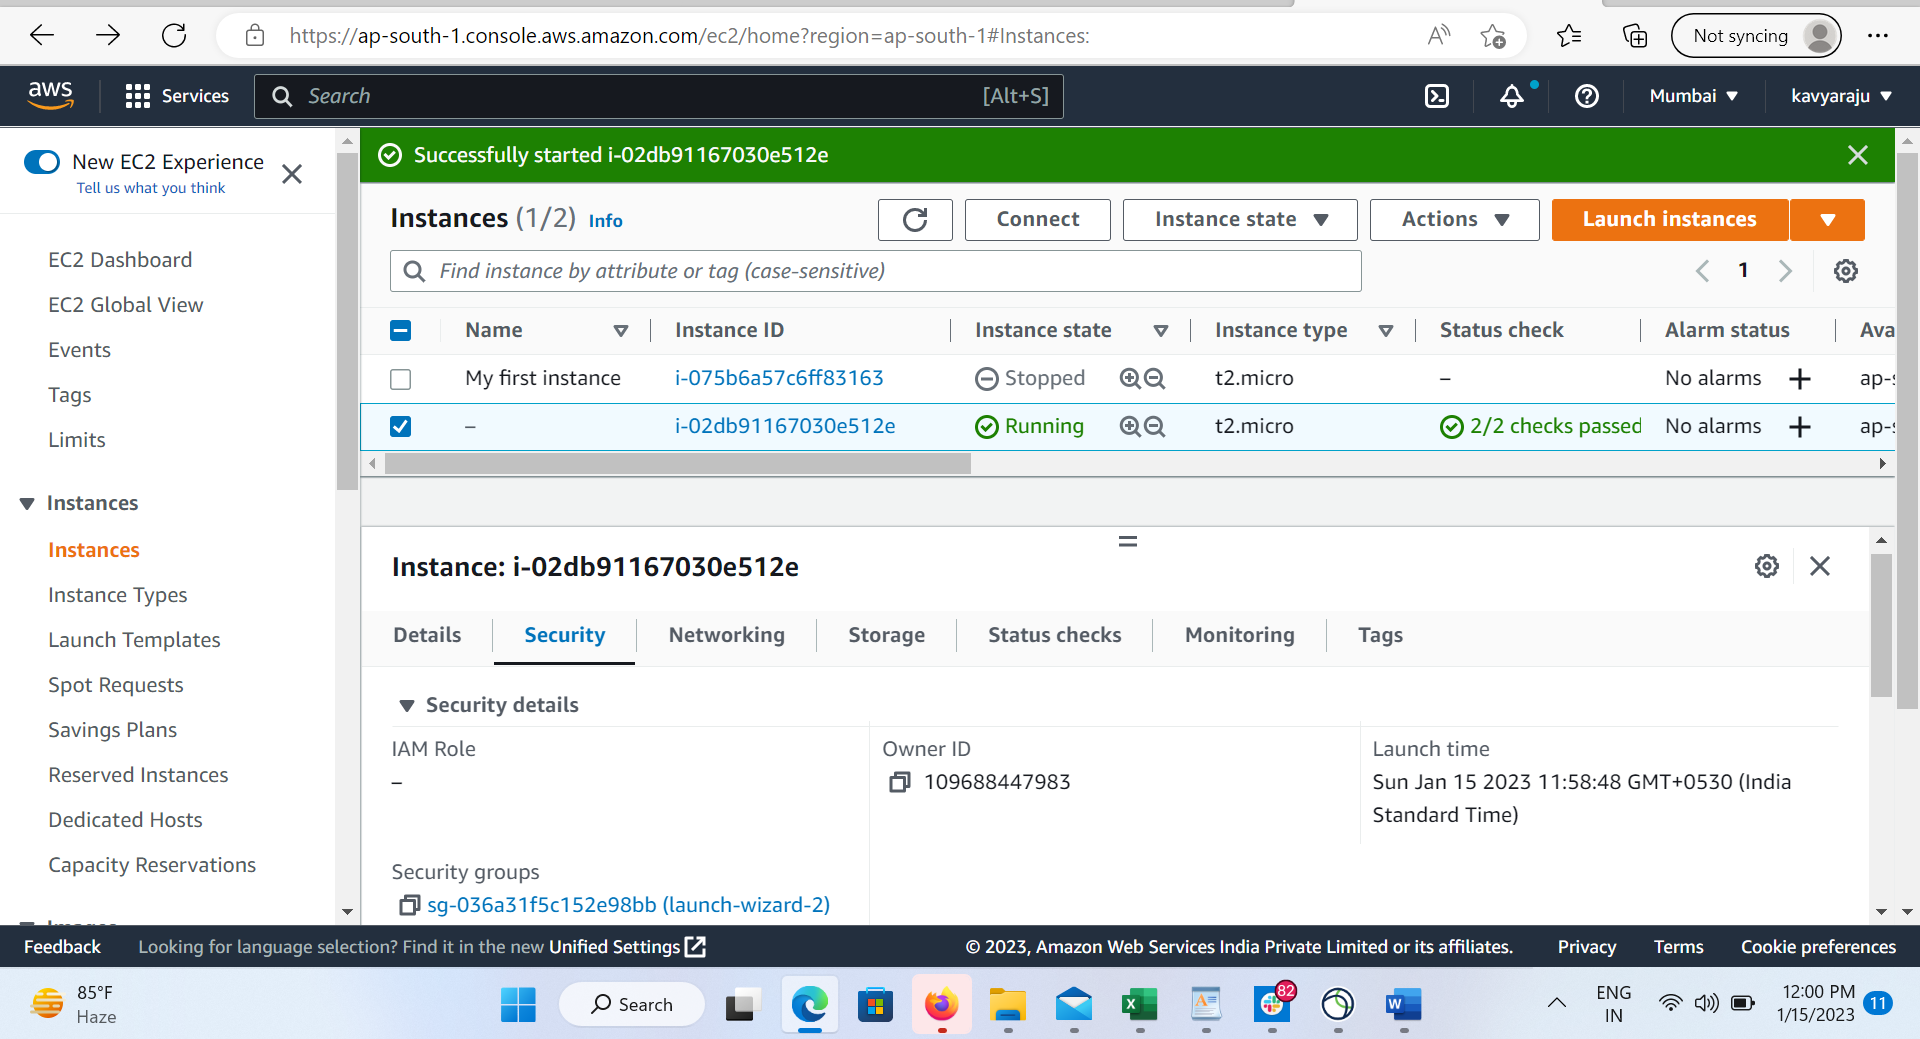 https://ap-south-1.console.aws.amazon.com/ec2/home?region=ap-south-1#Instances:
Not syncing
aws
Services
Search
[Alt+S]
Mumbai
kavyaraju
New EC2 Experience
Tell us what you think
Successfully started i-02db91167030e512e
Instances (1/2) Info
Connect
Instance state
Actions
Launch instances
Find instance by attribute or tag (case-sensitive)
1
Name
Instance ID
Instance state
Instance type
Status check
Alarm status
Ava
My first instance
i-075b6a57c6ff83163
Stopped
t2.micro
–
No alarms
ap-s
–
i-02db91167030e512e
Running
t2.micro
2/2 checks passed
No alarms
ap-s
EC2 Dashboard
EC2 Global View
Events
Tags
Limits
Instances
Instances
Instance Types
Launch Templates
Spot Requests
Savings Plans
Reserved Instances
Dedicated Hosts
Capacity Reservations
Images
Instance: i-02db91167030e512e
Details
Security
Networking
Storage
Status checks
Monitoring
Tags
Security details
IAM Role
–
Owner ID
109688447983
Launch time
Sun Jan 15 2023 11:58:48 GMT+0530 (India
Standard Time)
Security groups
sg-036a31f5c152e98bb (launch-wizard-2)
Feedback
Looking for language selection? Find it in the new Unified Settings
© 2023, Amazon Web Services India Private Limited or its affiliates.
Privacy
Terms
Cookie preferences
85°F
Haze
Search
82
ENG
IN
12:00 PM
1/15/2023
11